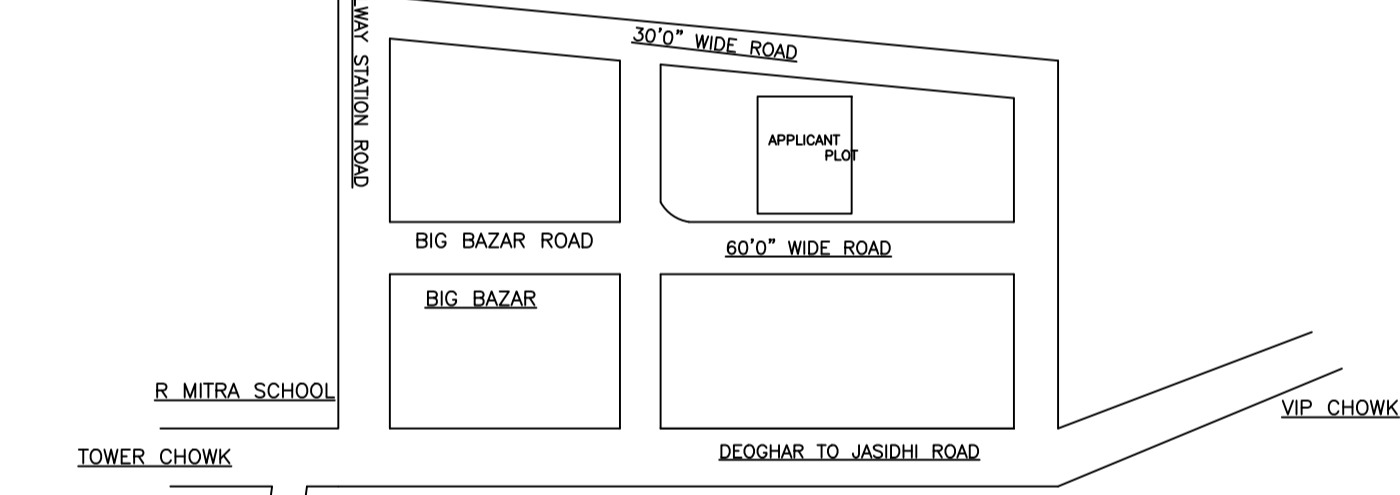 30'0" WIDE ROAD
WAY STATION ROAD
APPLICANT
PLOT
BIG BAZAR ROAD
60'0" WIDE ROAD
BIG BAZAR
R MITRA SCHOOL
VIP CHOWK
TOWER CHOWK
DEOGHAR TO JASIDHI ROAD